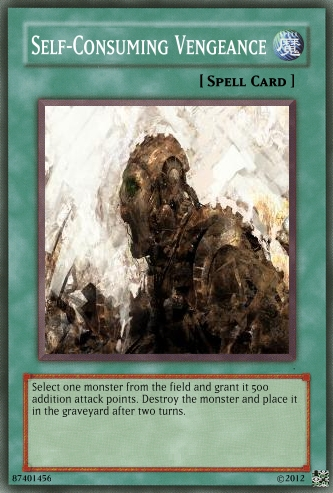 Self-Consuming Vengeance 魔
[ Spell Card ]
Select one monster from the field and grant it 500
addition attack points. Destroy the monster and place it
in the graveyard after two turns.
87401456
©2012